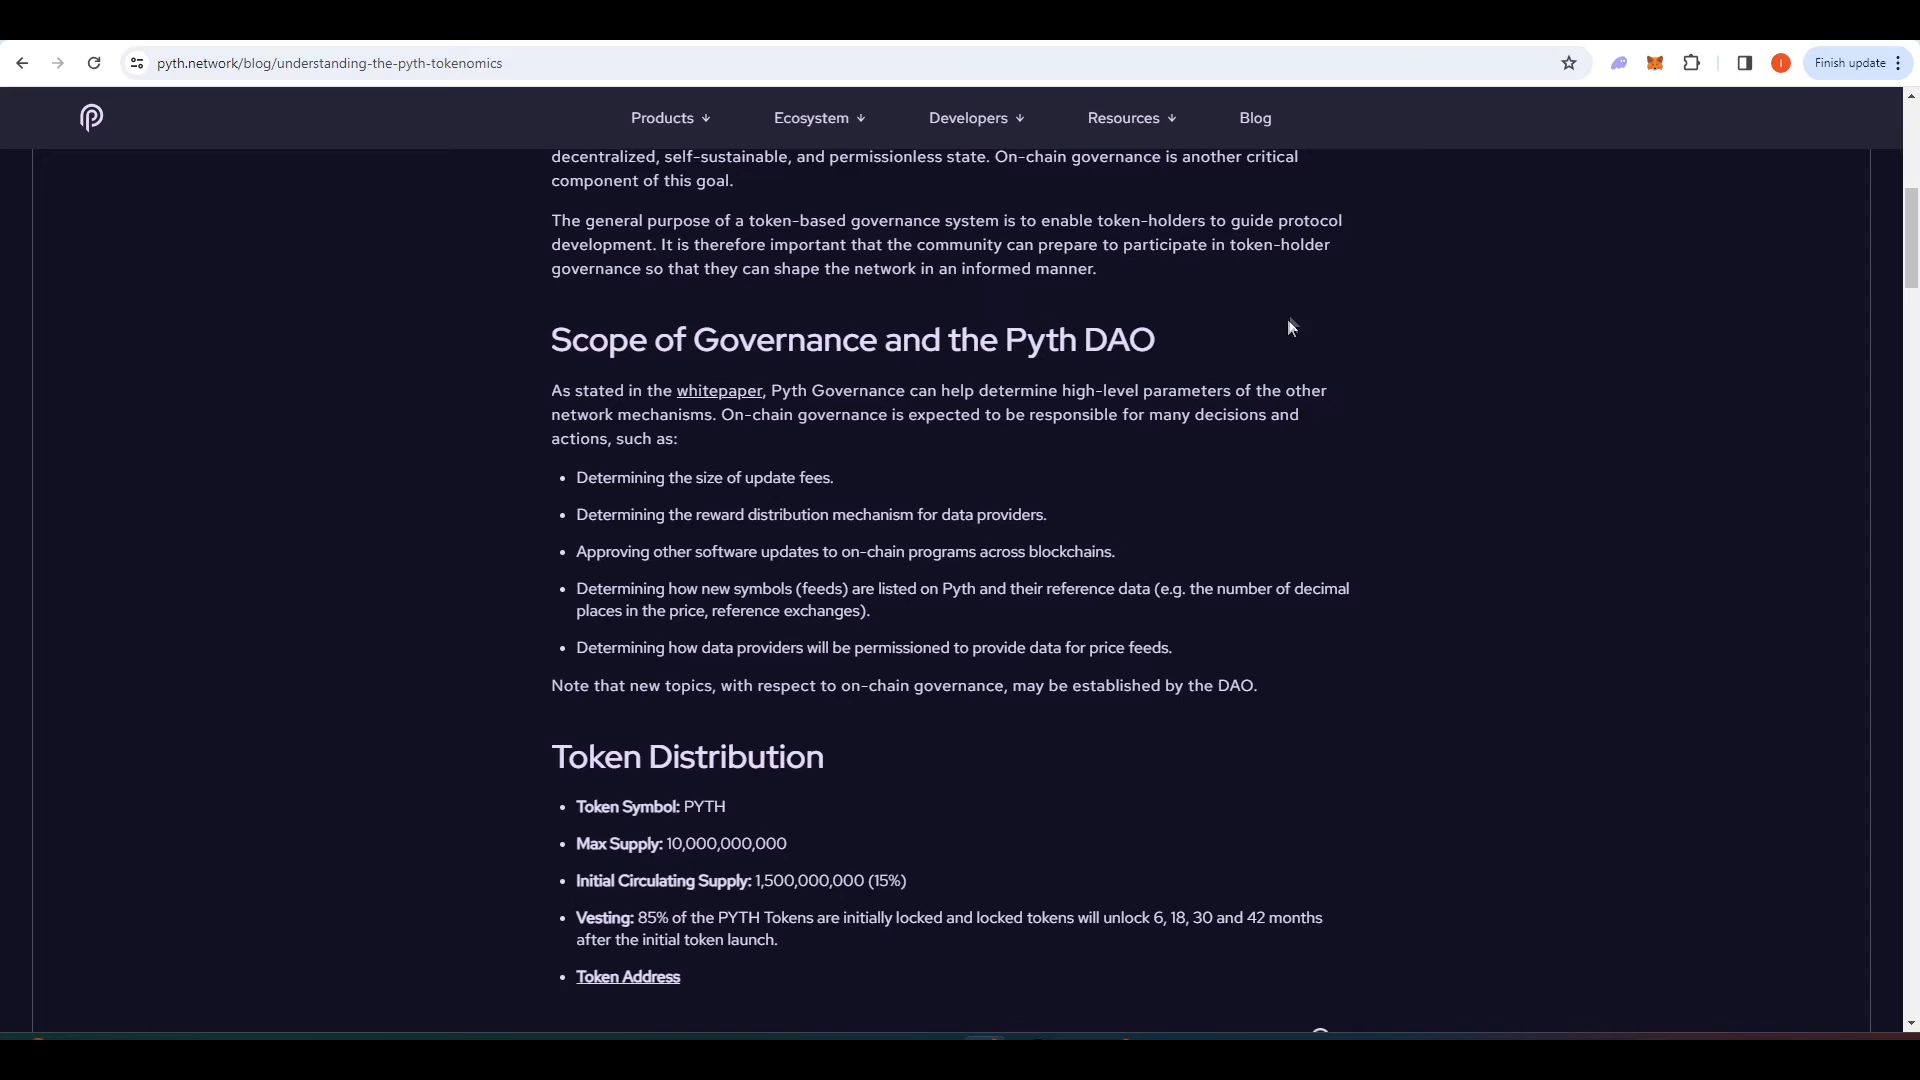 pyth.network/blog/understanding-the-pyth-tokenomics
I
Finish update
Products ↓
Ecosystem ↓
Developers ↓
Resources ↓
Blog
decentralized, self-sustainable, and permissionless state. On-chain governance is another critical
component of this goal.
The general purpose of a token-based governance system is to enable token-holders to guide protocol
development. It is therefore important that the community can prepare to participate in token-holder
governance so that they can shape the network in an informed manner.
Scope of Governance and the Pyth DAO
As stated in the whitepaper, Pyth Governance can help determine high-level parameters of the other
network mechanisms. On-chain governance is expected to be responsible for many decisions and
actions, such as:
• Determining the size of update fees.
• Determining the reward distribution mechanism for data providers.
• Approving other software updates to on-chain programs across blockchains.
• Determining how new symbols (feeds) are listed on Pyth and their reference data (e.g. the number of decimal
places in the price, reference exchanges).
• Determining how data providers will be permissioned to provide data for price feeds.
Note that new topics, with respect to on-chain governance, may be established by the DAO.
Token Distribution
• Token Symbol: PYTH
• Max Supply: 10,000,000,000
• Initial Circulating Supply: 1,500,000,000 (15%)
• Vesting: 85% of the PYTH Tokens are initially locked and locked tokens will unlock 6, 18, 30 and 42 months
after the initial token launch.
• Token Address